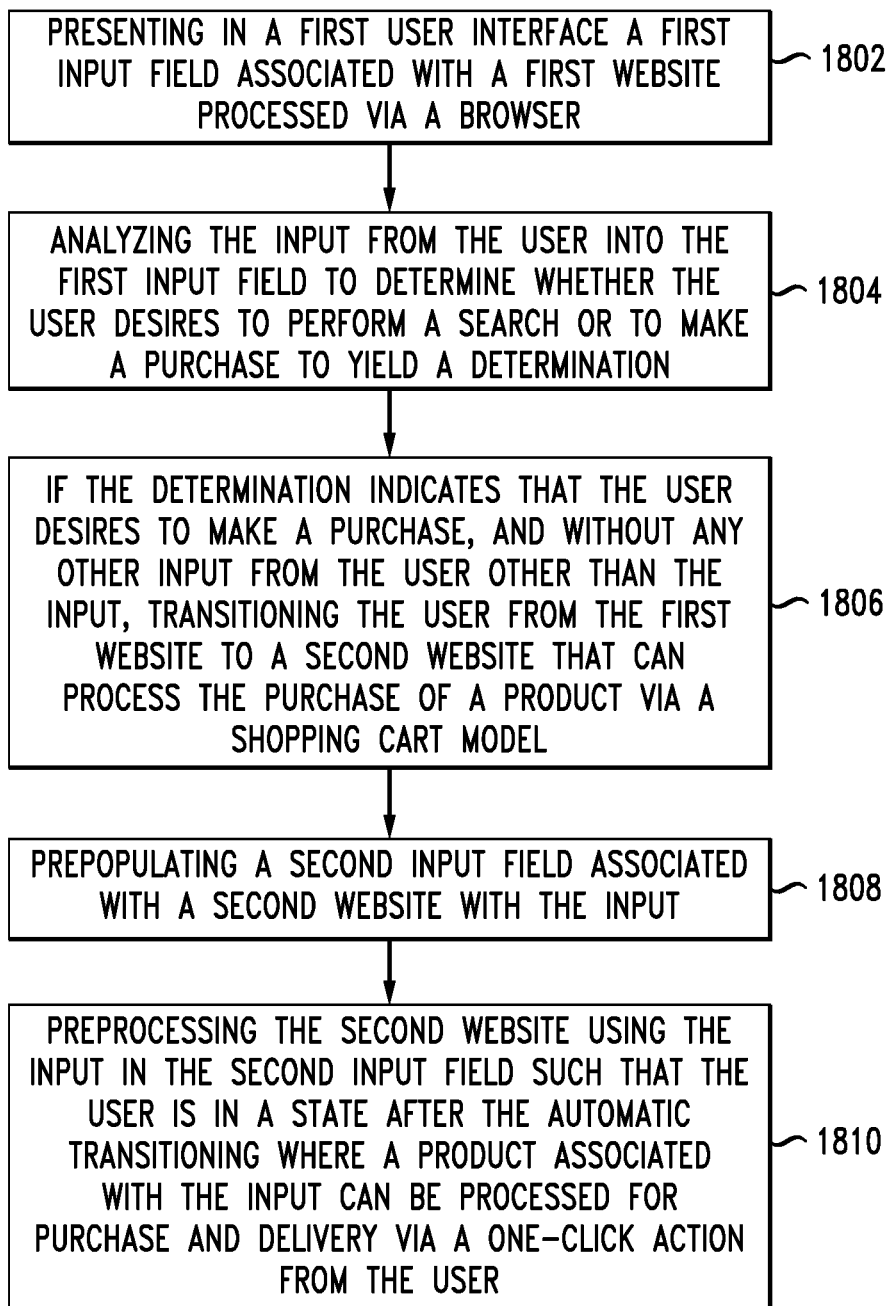 PRESENTING IN A FIRST USER INTERFACE A FIRST
INPUT FIELD ASSOCIATED WITH A FIRST WEBSITE
PROCESSED VIA A BROWSER
1802
ANALYZING THE INPUT FROM THE USER INTO THE
FIRST INPUT FIELD TO DETERMINE WHETHER THE
USER DESIRES TO PERFORM A SEARCH OR TO MAKE
A PURCHASE TO YIELD A DETERMINATION
1804
IF THE DETERMINATION INDICATES THAT THE USER
DESIRES TO MAKE A PURCHASE, AND WITHOUT ANY
OTHER INPUT FROM THE USER OTHER THAN THE
INPUT, TRANSITIONING THE USER FROM THE FIRST
WEBSITE TO A SECOND WEBSITE THAT CAN
PROCESS THE PURCHASE OF A PRODUCT VIA A
SHOPPING CART MODEL
1806
PREPOPULATING A SECOND INPUT FIELD ASSOCIATED
WITH A SECOND WEBSITE WITH THE INPUT
1808
PREPROCESSING THE SECOND WEBSITE USING THE
INPUT IN THE SECOND INPUT FIELD SUCH THAT THE
USER IS IN A STATE AFTER THE AUTOMATIC
TRANSITIONING WHERE A PRODUCT ASSOCIATED
WITH THE INPUT CAN BE PROCESSED FOR
PURCHASE AND DELIVERY VIA A ONE-CLICK ACTION
FROM THE USER
1810